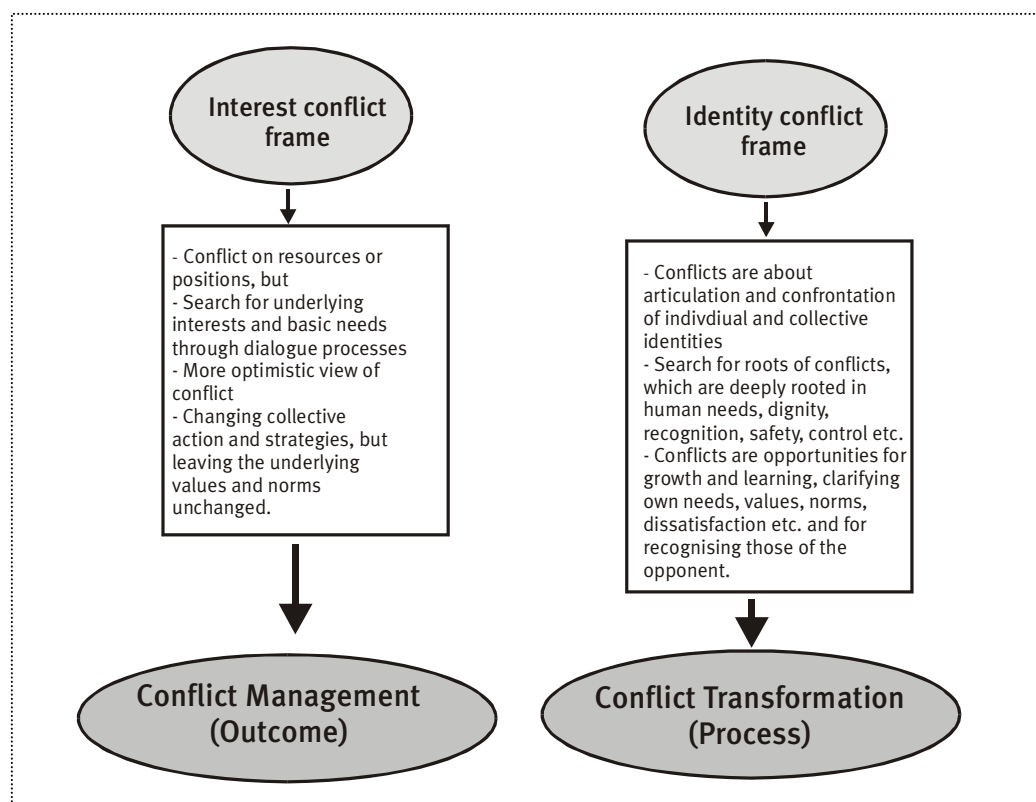 Interest conflict
frame
- Conflict on resources or
positions, but
- Search for underlying
interests and basic needs
through dialogue processes
- More optimistic view of
conflict
- Changing collective
action and strategies, but
leaving the underlying
values and norms
unchanged.
Conflict Management
(Outcome)
Identity conflict
frame
- Conflicts are about
articulation and confrontation
of indivdiual and collective
identities
- Search for roots of conflicts,
which are deeply rooted in
human needs, dignity,
recognition, safety, control etc.
- Conflicts are opportunities for
growth and learning, clarifying
own needs, values, norms,
dissatisfaction etc. and for
recognising those of the
opponent.
Conflict Transformation
(Process)